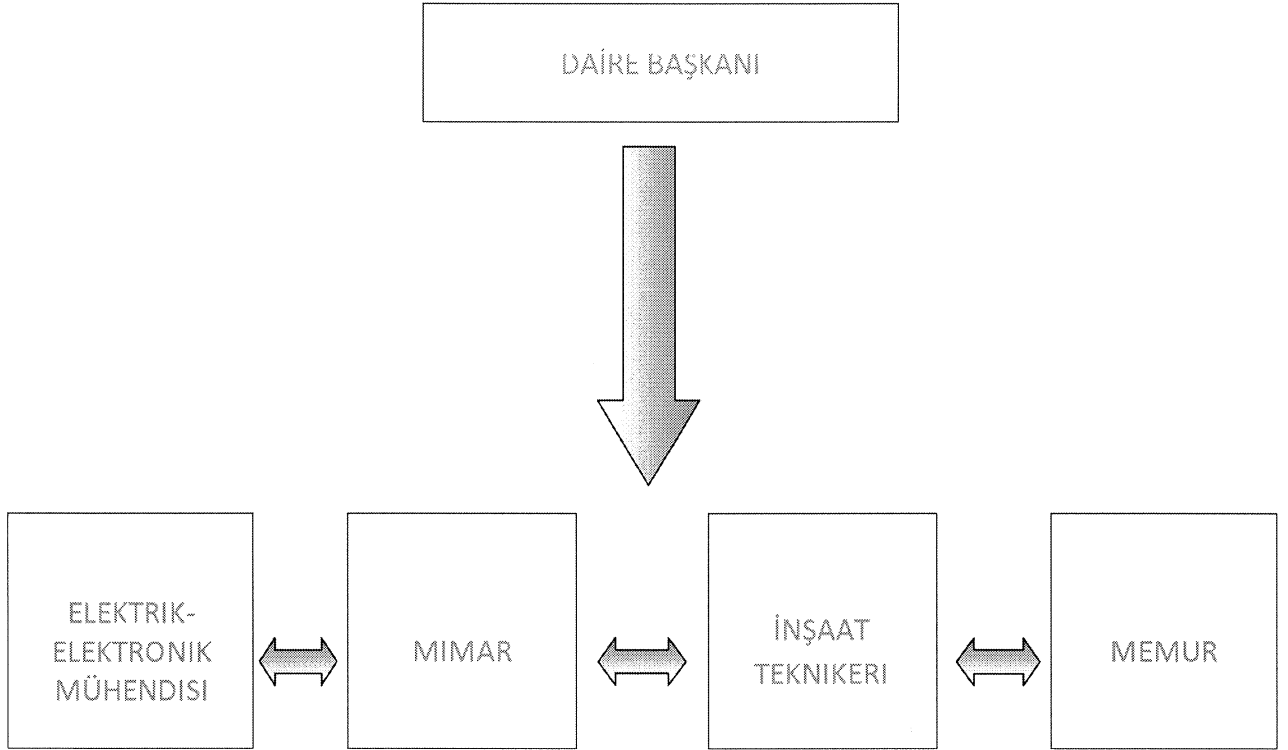 DAİRE BAŞKANI
ELEKTRIK-
ELEKTRONIK
MÜHENDISI
MIMAR
İNŞAAT
TEKNIKERI
MEMUR